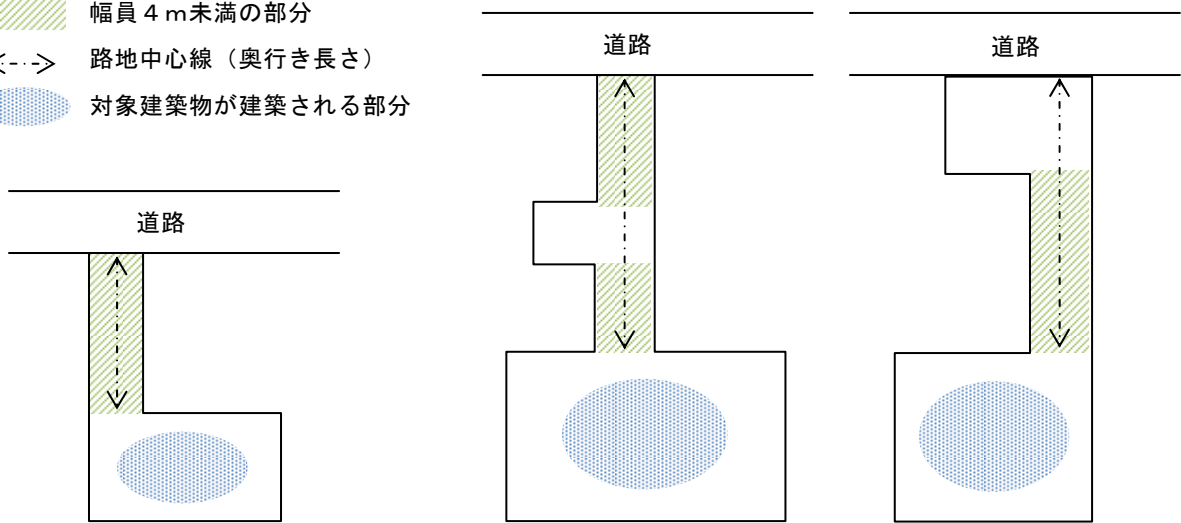 幅員４ｍ未満の部分
路地中心線（奥行き長さ）
対象建築物が建築される部分
道路
道路
道路